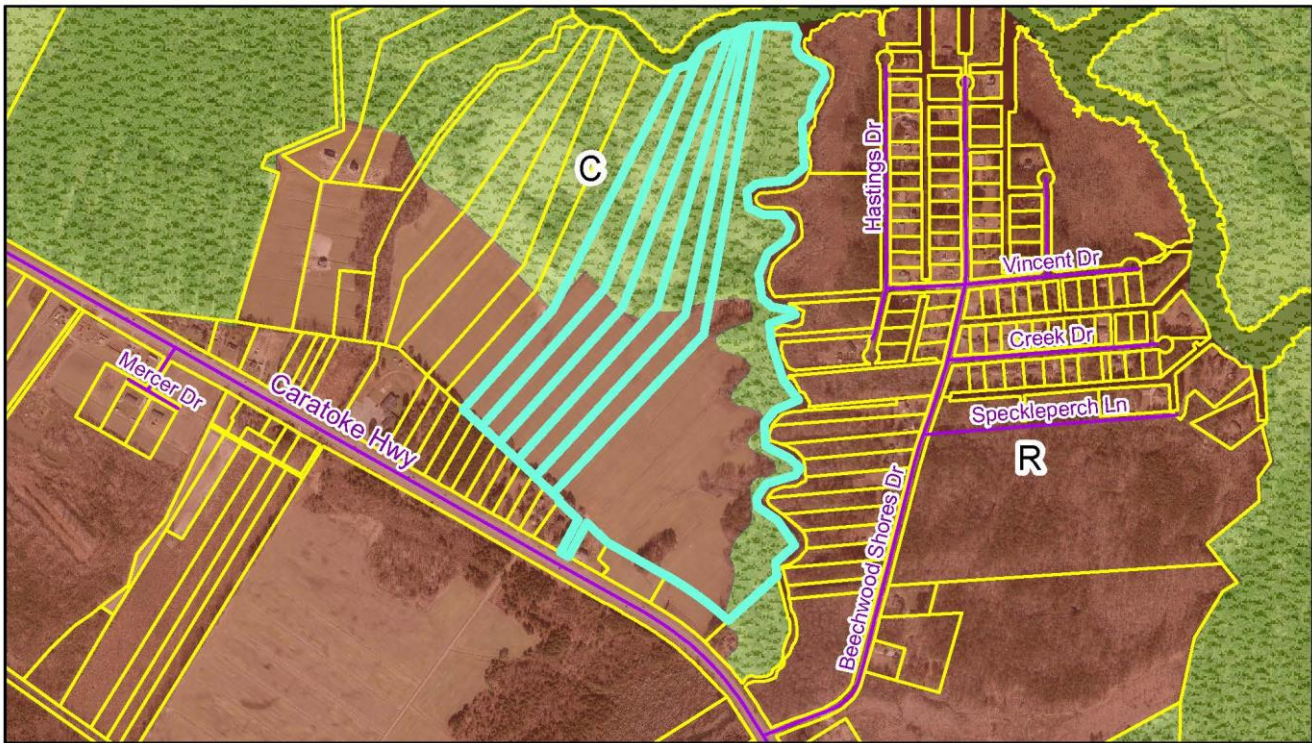 C
Hastings Dr
Vincent Dr
Creek Dr
Mercer Dr
Caratoke Hwy
Speckleperch Ln
R
Beechwood Shores Dr